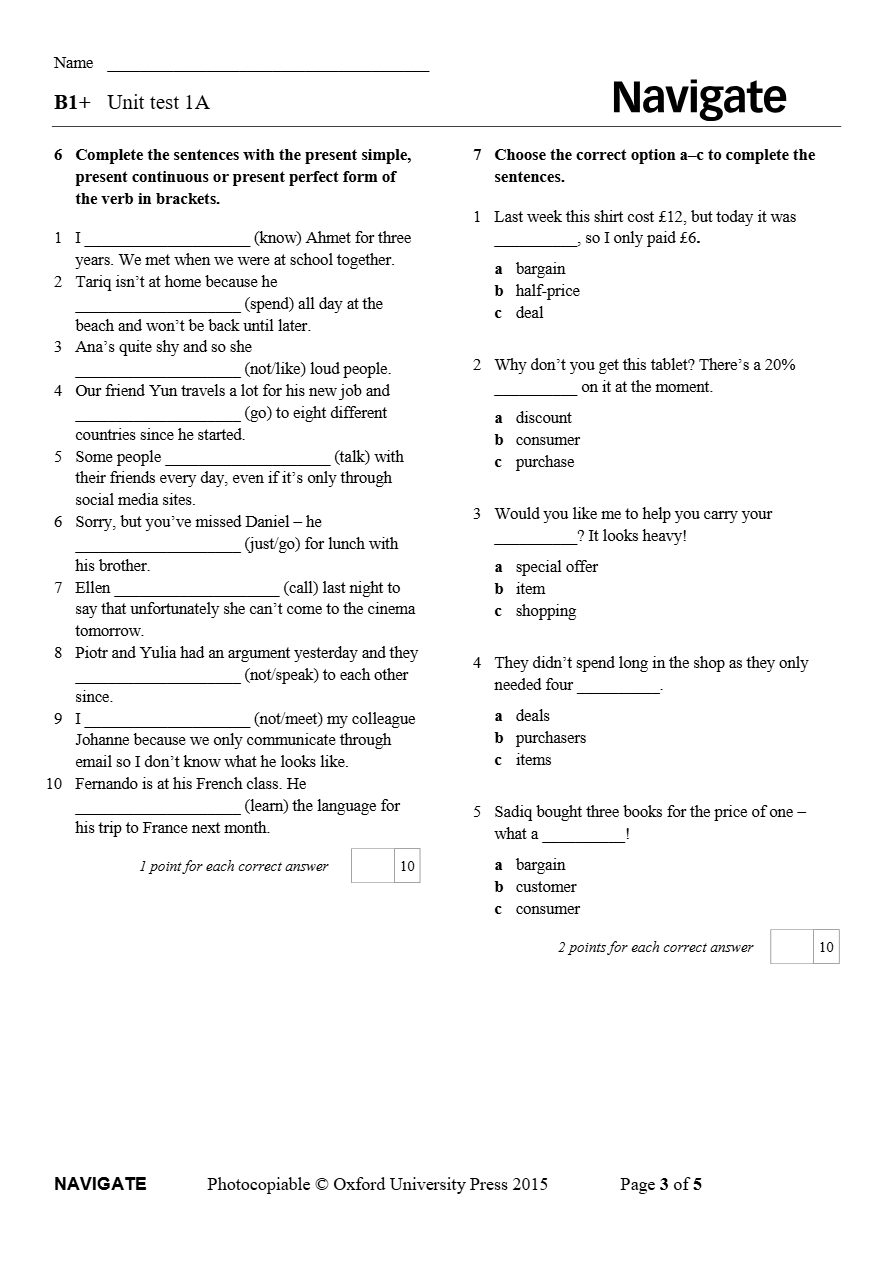 Name ______________________________________
B1+ Unit test 1A
Navigate
6 Complete the sentences with the present simple,
present continuous or present perfect form of
the verb in brackets.
1 I ____________________ (know) Ahmet for three
years. We met when we were at school together.
2 Tariq isn’t at home because he
____________________ (spend) all day at the
beach and won’t be back until later.
3 Ana’s quite shy and so she
____________________ (not/like) loud people.
4 Our friend Yun travels a lot for his new job and
____________________ (go) to eight different
countries since he started.
5 Some people ____________________ (talk) with
their friends every day, even if it’s only through
social media sites.
6 Sorry, but you’ve missed Daniel – he
____________________ (just/go) for lunch with
his brother.
7 Ellen ____________________ (call) last night to
say that unfortunately she can’t come to the cinema
tomorrow.
8 Piotr and Yulia had an argument yesterday and they
____________________ (not/speak) to each other
since.
9 I ____________________ (not/meet) my colleague
Johanne because we only communicate through
email so I don’t know what he looks like.
10 Fernando is at his French class. He
____________________ (learn) the language for
his trip to France next month.
1 point for each correct answer 10
7 Choose the correct option a–c to complete the
sentences.
1 Last week this shirt cost £12, but today it was
__________, so I only paid £6.
a bargain
b half-price
c deal
2 Why don’t you get this tablet? There’s a 20%
__________ on it at the moment.
a discount
b consumer
c purchase
3 Would you like me to help you carry your
__________? It looks heavy!
a special offer
b item
c shopping
4 They didn’t spend long in the shop as they only
needed four __________.
a deals
b purchasers
c items
5 Sadiq bought three books for the price of one –
what a __________!
a bargain
b customer
c consumer
2 points for each correct answer 10
NAVIGATE Photocopiable © Oxford University Press 2015 Page 3 of 5